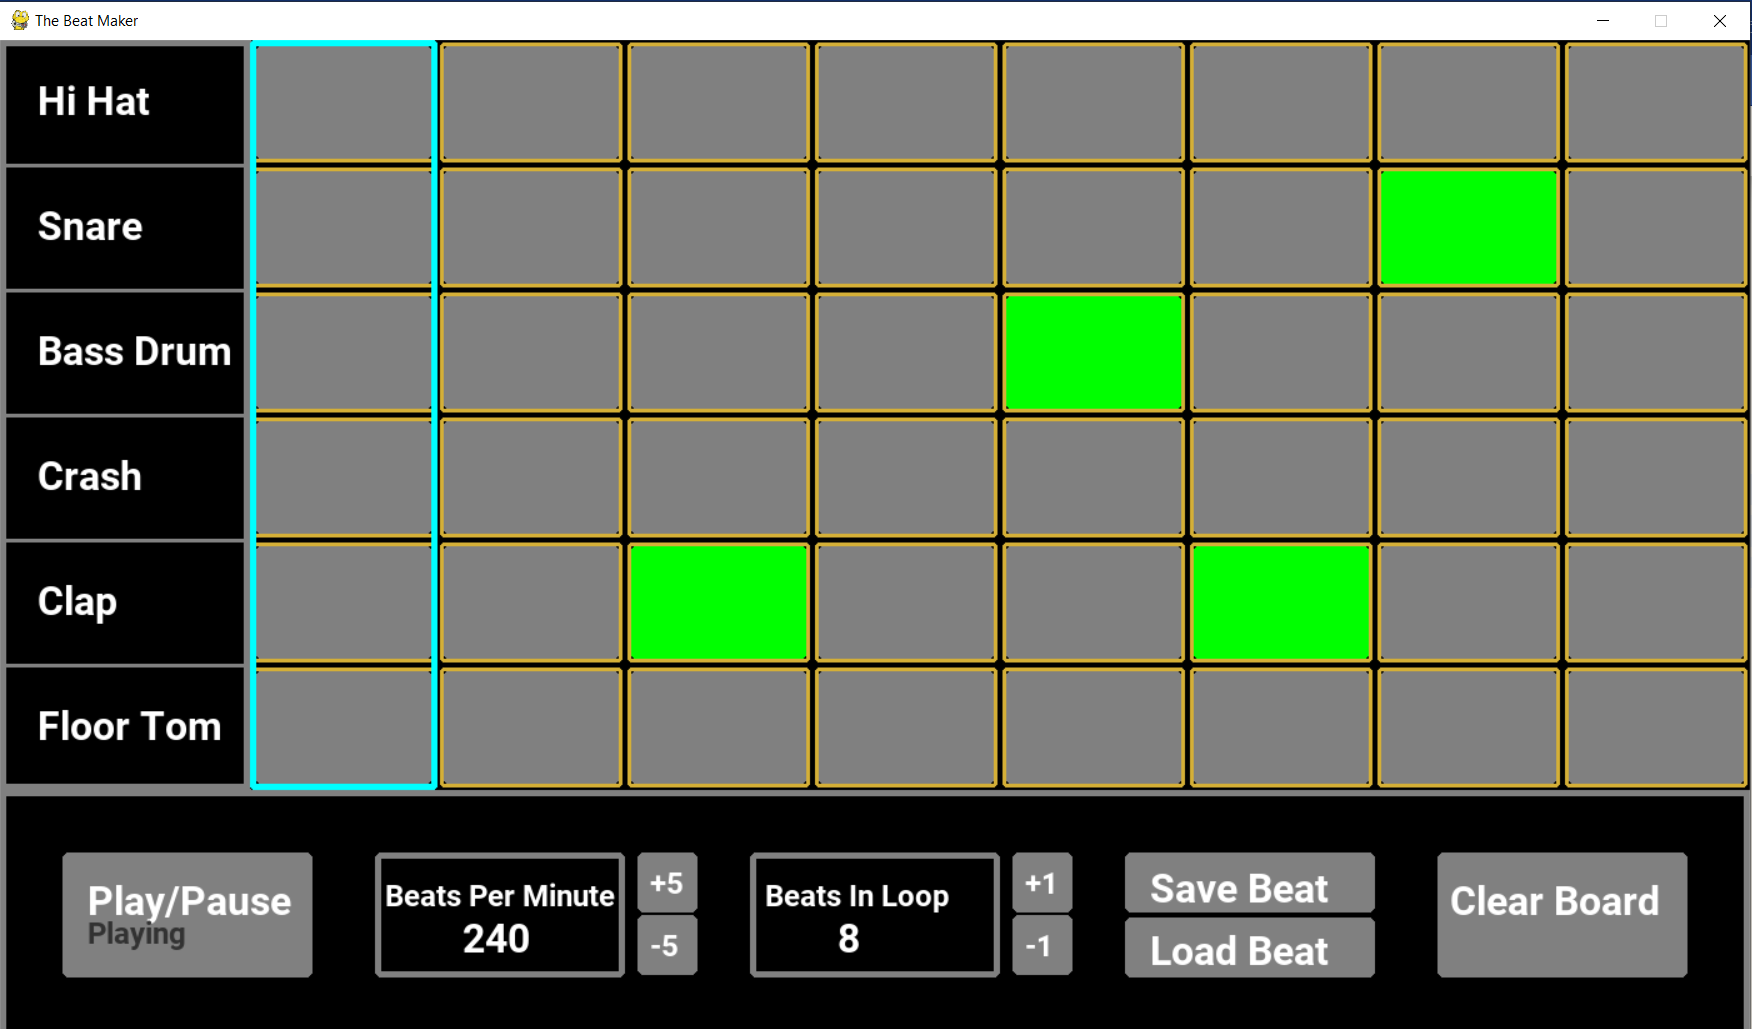 The Beat Maker
Hi Hat
Snare
Bass Drum
Crash
Clap
Floor Tom
Play/Pause
Playing
Beats Per Minute
240
+5
-5
Beats In Loop
8
+1
-1
Save Beat
Load Beat
Clear Board